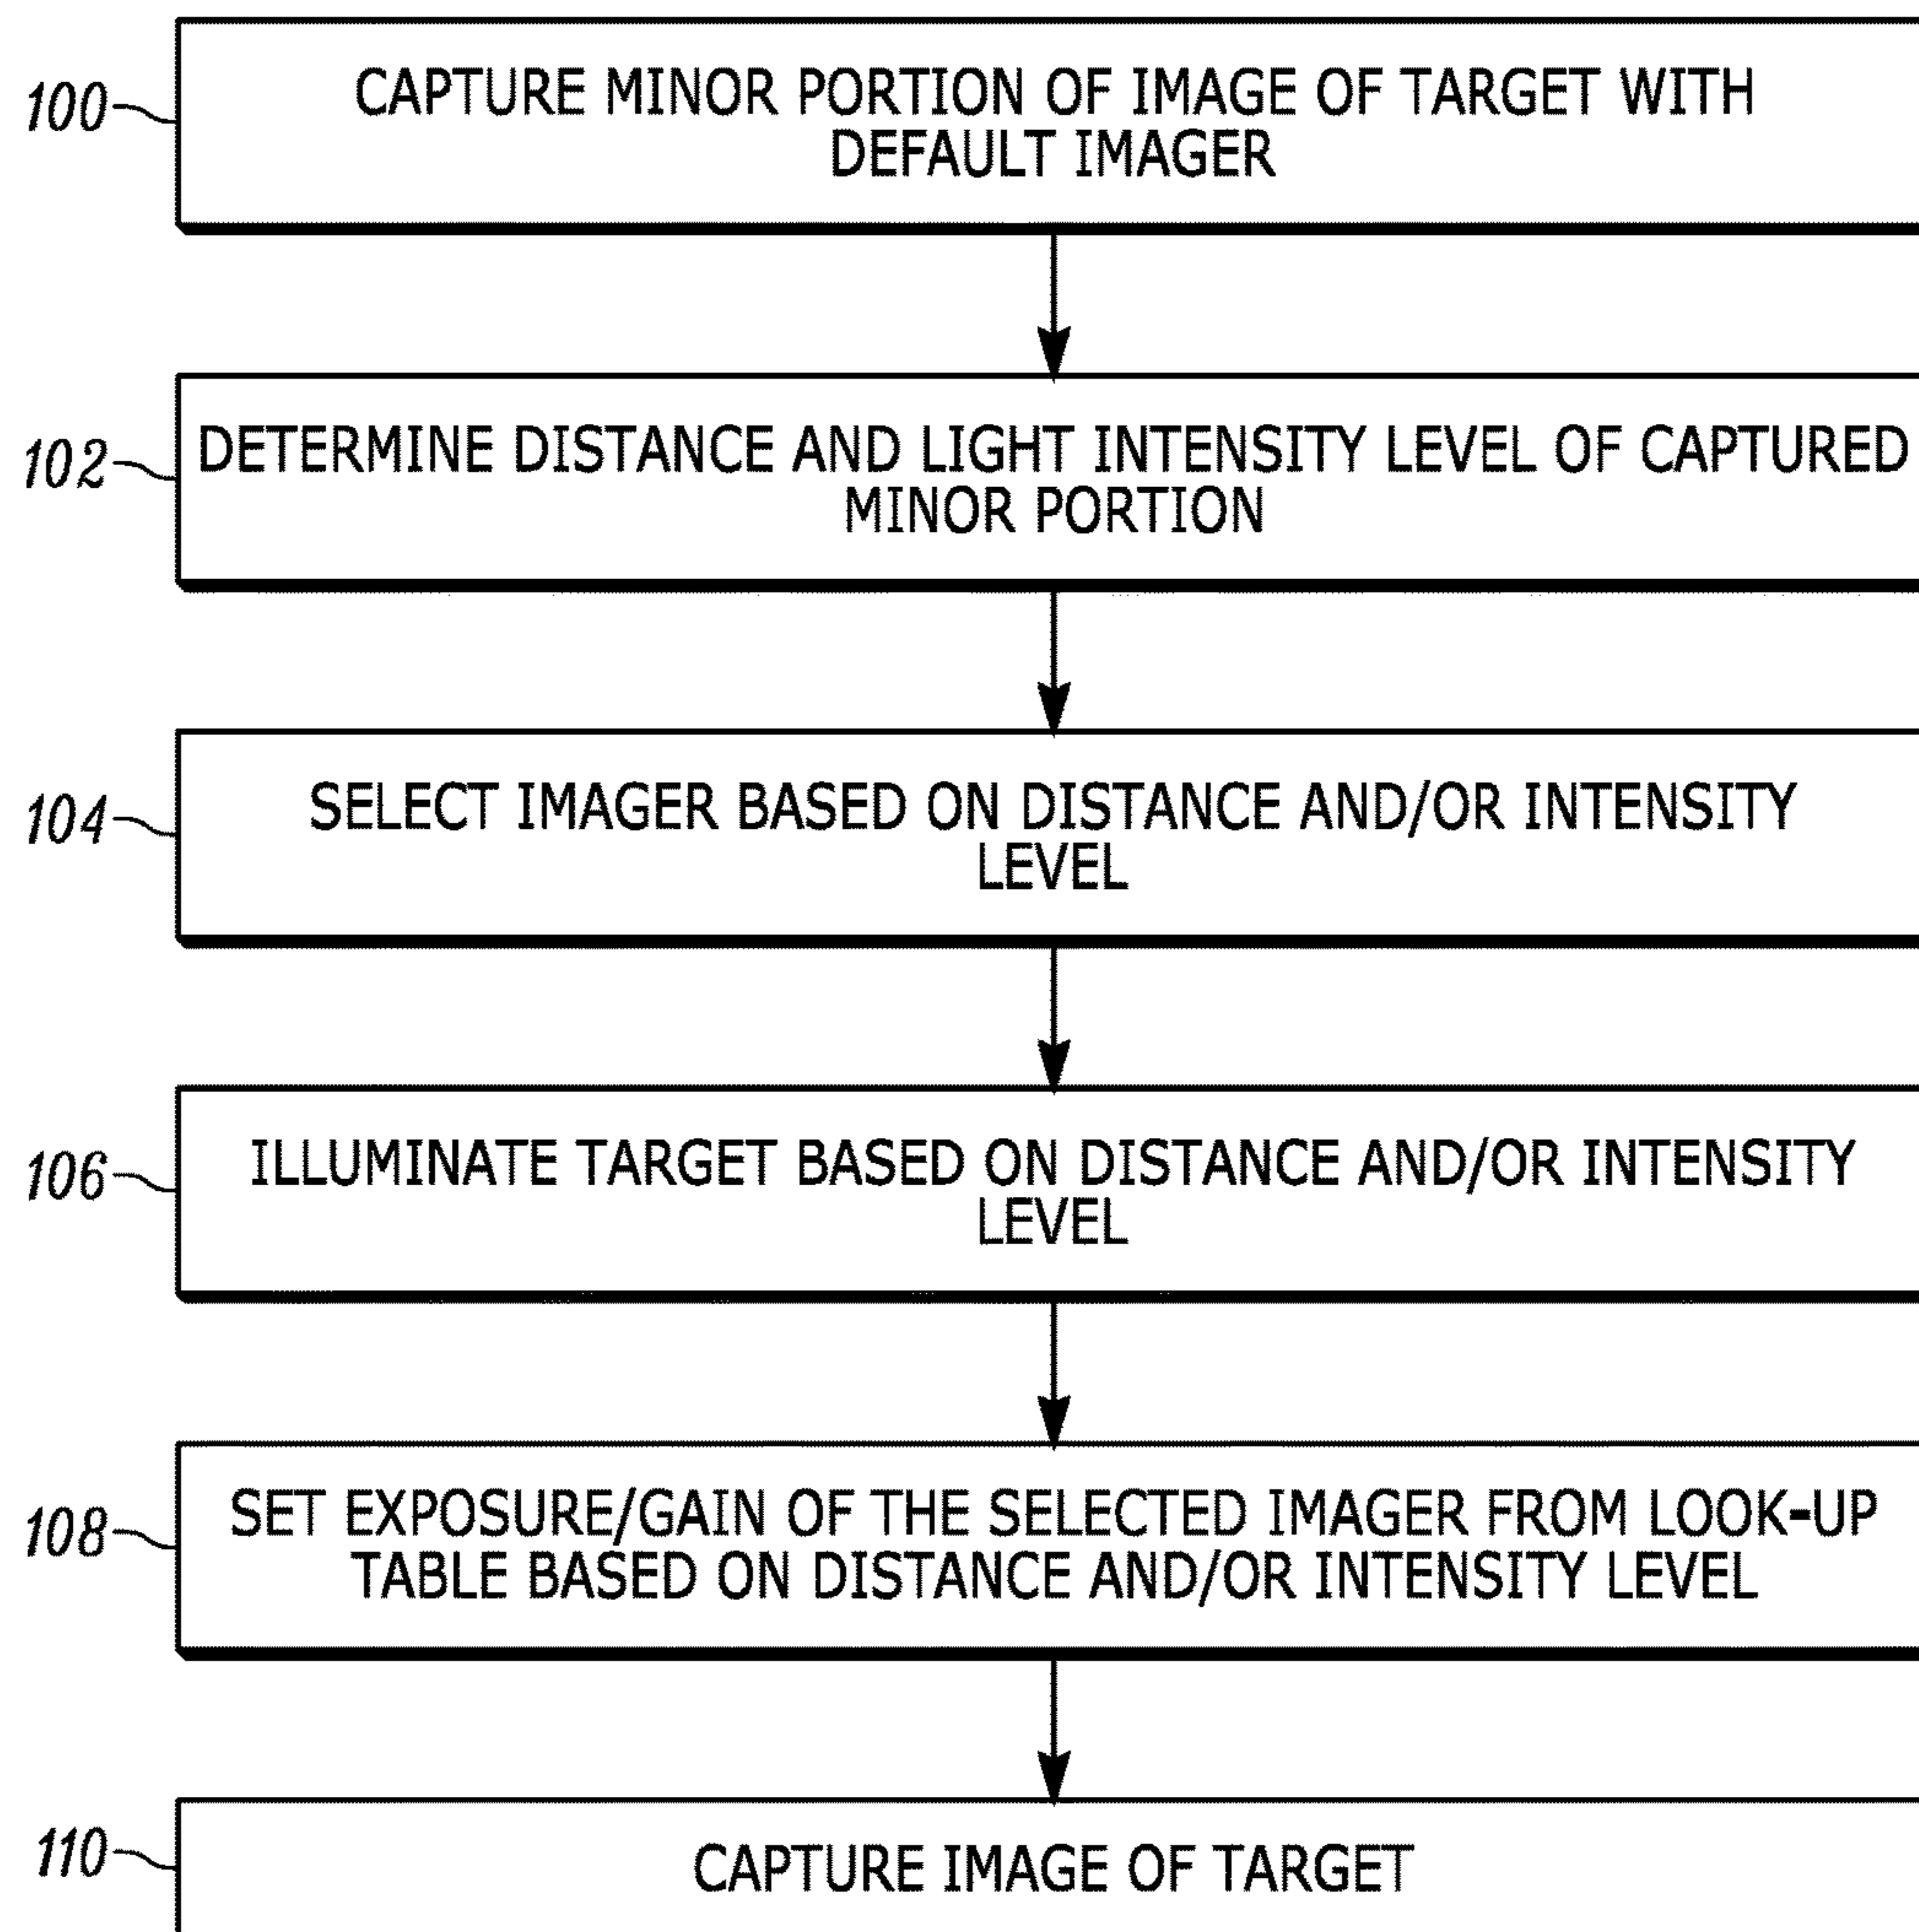 100
CAPTURE MINOR PORTION OF IMAGE OF TARGET WITH
DEFAULT IMAGER
102
DETERMINE DISTANCE AND LIGHT INTENSITY LEVEL OF CAPTURED
MINOR PORTION
104
SELECT IMAGER BASED ON DISTANCE AND/OR INTENSITY
LEVEL
106
ILLUMINATE TARGET BASED ON DISTANCE AND/OR INTENSITY
LEVEL
108
SET EXPOSURE/GAIN OF THE SELECTED IMAGER FROM LOOK-UP
TABLE BASED ON DISTANCE AND/OR INTENSITY LEVEL
110
CAPTURE IMAGE OF TARGET